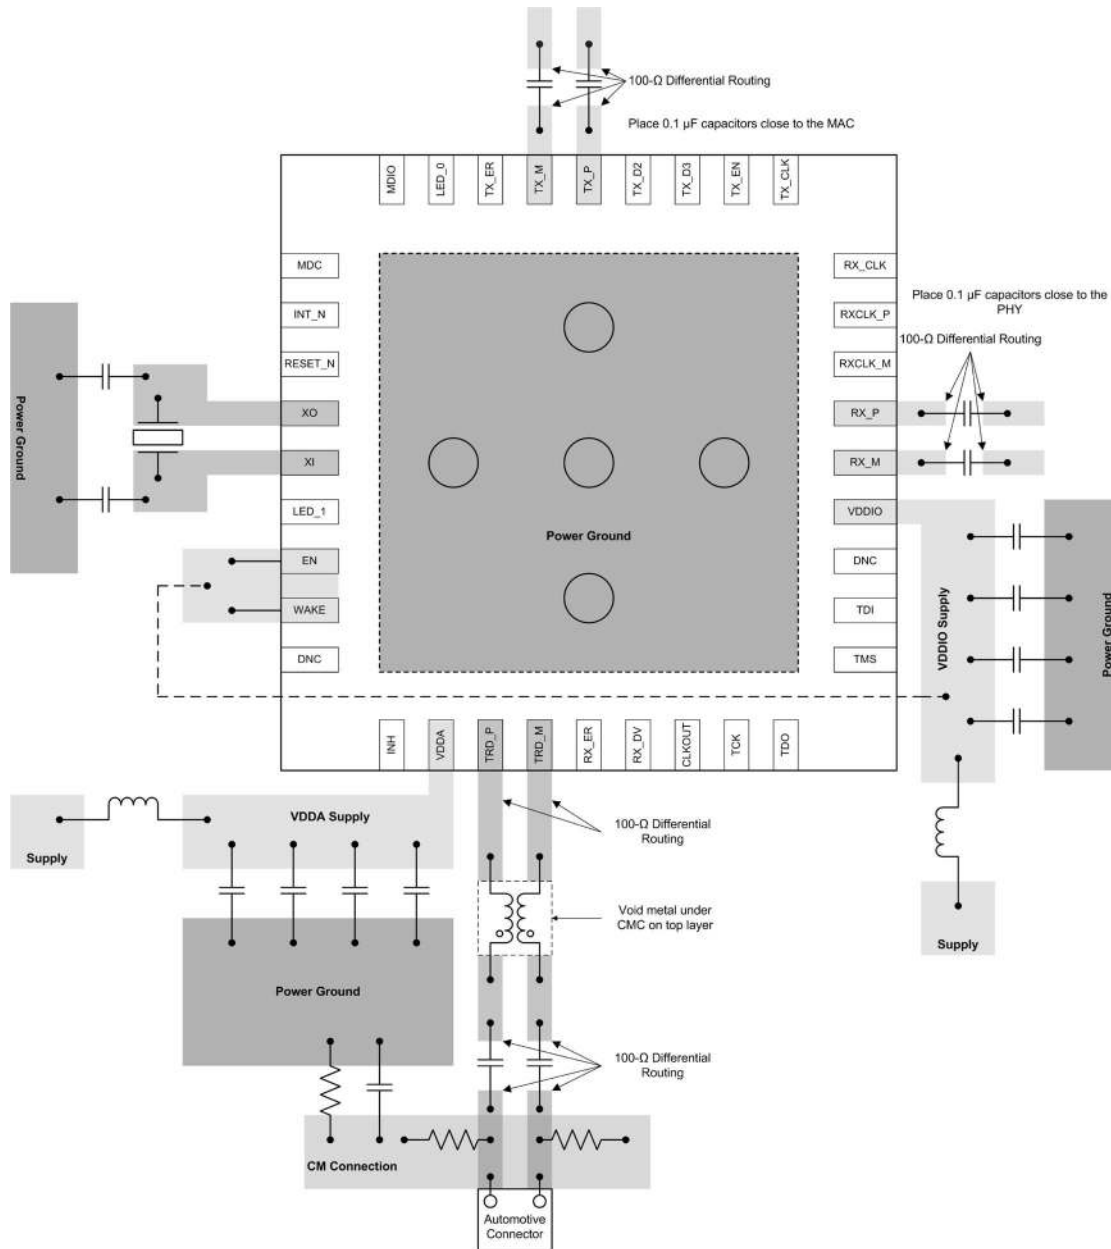 100-Ω Differential Routing
Place 0.1 µF capacitors close to the MAC
MDIO
LED_0
TX_ER
TX_M
TX_P
TX_D2
TX_D3
TX_EN
TX_CLK
MDC
INT_N
RESET_N
XO
XI
LED_1
EN
WAKE
DNC
Power Ground
Power Ground
RX_CLK
RXCLK_P
RXCLK_M
RX_P
RX_M
VDDIO
DNC
TDI
TMS
Place 0.1 µF capacitors close to the
PHY
100-Ω Differential Routing
VDDIO Supply
Power Ground
Supply
INH
VDDA
TRD_P
TRD_M
RX_ER
RX_DV
CLKOUT
TCK
TDO
VDDA Supply
Supply
100-Ω Differential
Routing
Void metal under
CMC on top layer
Power Ground
100-Ω Differential
Routing
CM Connection
Automotive
Connector